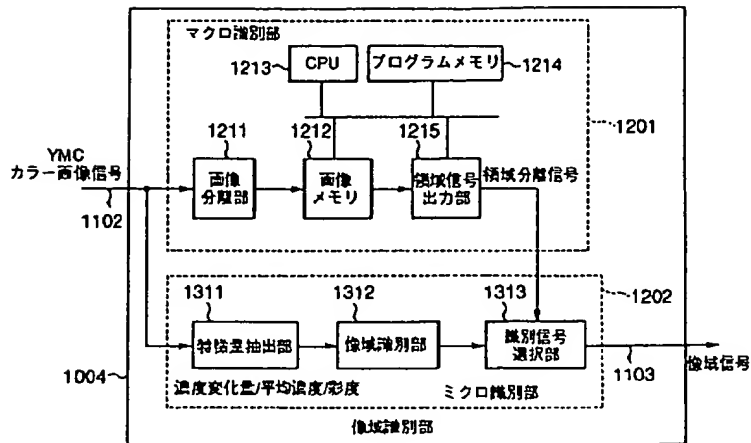 マクロ識別部
1213
CPU
プログラムメモリ
1214
1211
1212
1215
1201
YMC
カラー画像信号
画像
分離部
画像
メモリ
領域信号
出力部
領域分離信号
1102
1202
1311
1312
1313
特徴量抽出部
像域識別部
識別信号
選択部
1004
1103
像域信号
濃度変化量/平均濃度/彩度
ミクロ識別部
像域識別部